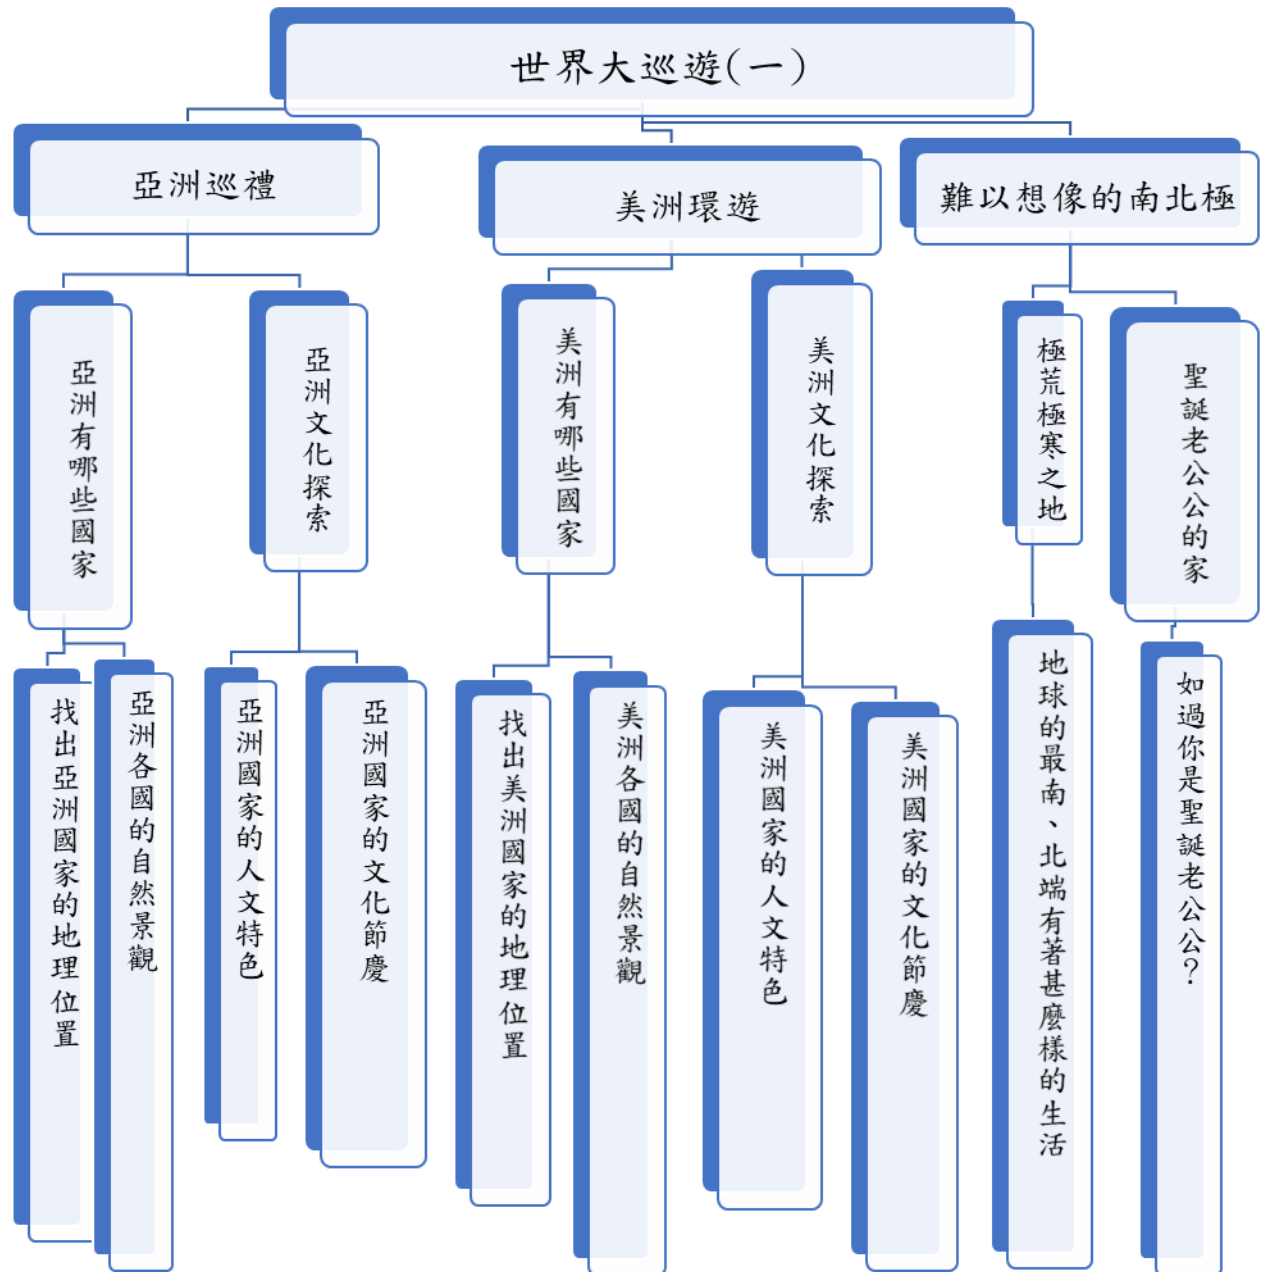 世界大巡遊(一)
亞洲巡禮
美洲環遊
難以想像的南北極
亞洲有哪些國家
亞洲文化探索
美洲有哪些國家
美洲文化探索
極荒極寒之地
聖誕老公公的家
找出亞洲國家的地理位置
亞洲各國的自然景觀
亞洲國家的人文特色
亞洲國家的文化節慶
找出美洲國家的地理位置
美洲各國的自然景觀
美洲國家的人文特色
美洲國家的文化節慶
地球的最南、北端有著甚麼樣的生活
如過你是聖誕老公公?